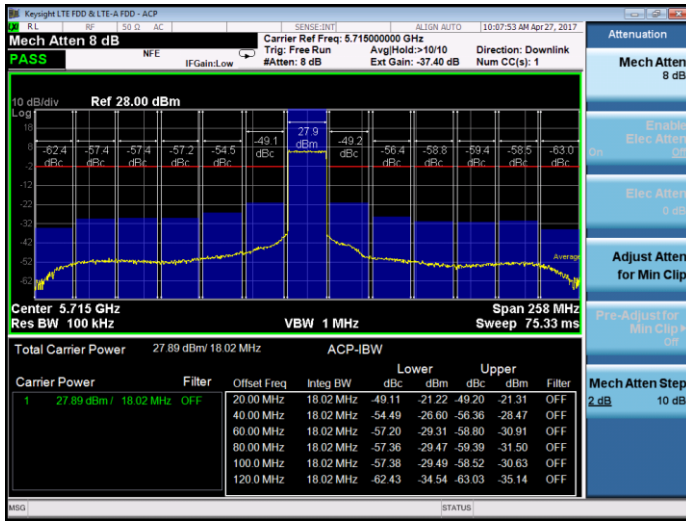 Keysight LTE FDD & LTE-A FDD - ACP
RL RF 50 Ω AC SENSE:INT ALIGN AUTO 10:07:53 AM Apr 27, 2017
Mech Atten 8 dB
Carrier Ref Freq: 5.715000000 GHz
PASS NFE IFGain:Low
Trig: Free Run Avg|Hold:>10/10 Direction: Downlink
#Atten: 8 dB Ext Gain: -37.40 dB Num CC(s): 1
10 dB/div Ref 28.00 dBm
Log
18
8
-2
-12
-22
-32
-42
-52
-62
-62.4 dBc
-57.4 dBc
-57.4 dBc
-57.2 dBc
-54.5 dBc
-49.1 dBc
27.9 dBm
-49.2 dBc
-56.4 dBc
-58.8 dBc
-59.4 dBc
-58.5 dBc
-63.0 dBc
Average
Center 5.715 GHz Span 258 MHz
Res BW 100 kHz VBW 1 MHz Sweep 75.33 ms
Total Carrier Power 27.89 dBm/ 18.02 MHz ACP-IBW
Lower Upper
Carrier Power Filter Offset Freq Integ BW dBc dBm dBc dBm Filter
1 27.89 dBm / 18.02 MHz OFF
20.00 MHz 18.02 MHz -49.11 -21.22 -49.20 -21.31 OFF
40.00 MHz 18.02 MHz -54.49 -26.60 -56.36 -28.47 OFF
60.00 MHz 18.02 MHz -57.20 -29.31 -58.80 -30.91 OFF
80.00 MHz 18.02 MHz -57.36 -29.47 -59.39 -31.50 OFF
100.0 MHz 18.02 MHz -57.38 -29.49 -58.52 -30.63 OFF
120.0 MHz 18.02 MHz -62.43 -34.54 -63.03 -35.14 OFF
MSG STATUS
Attenuation
Mech Atten
8 dB
Enable
Elec Atten
On Off
Elec Atten
0 dB
Adjust Atten
for Min Clip
Pre-Adjust for
Min Clip
Off
Mech Atten Step
2 dB 10 dB